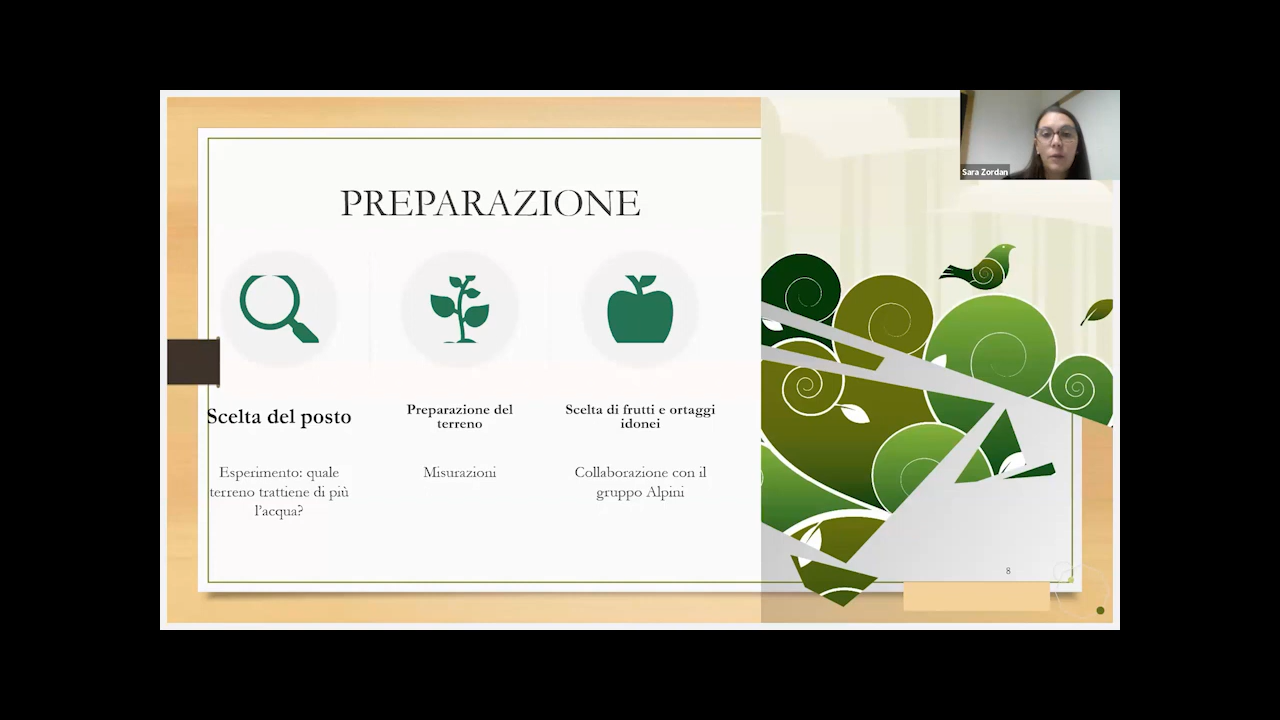 Sara Zordan
PREPARAZIONE
Scelta del posto
Esperimento: quale
terreno trattiene di più
l'acqua?
Preparazione del
terreno
Misurazioni
Scelta di frutti e ortaggi
idonei
Collaborazione con il
gruppo Alpini
8